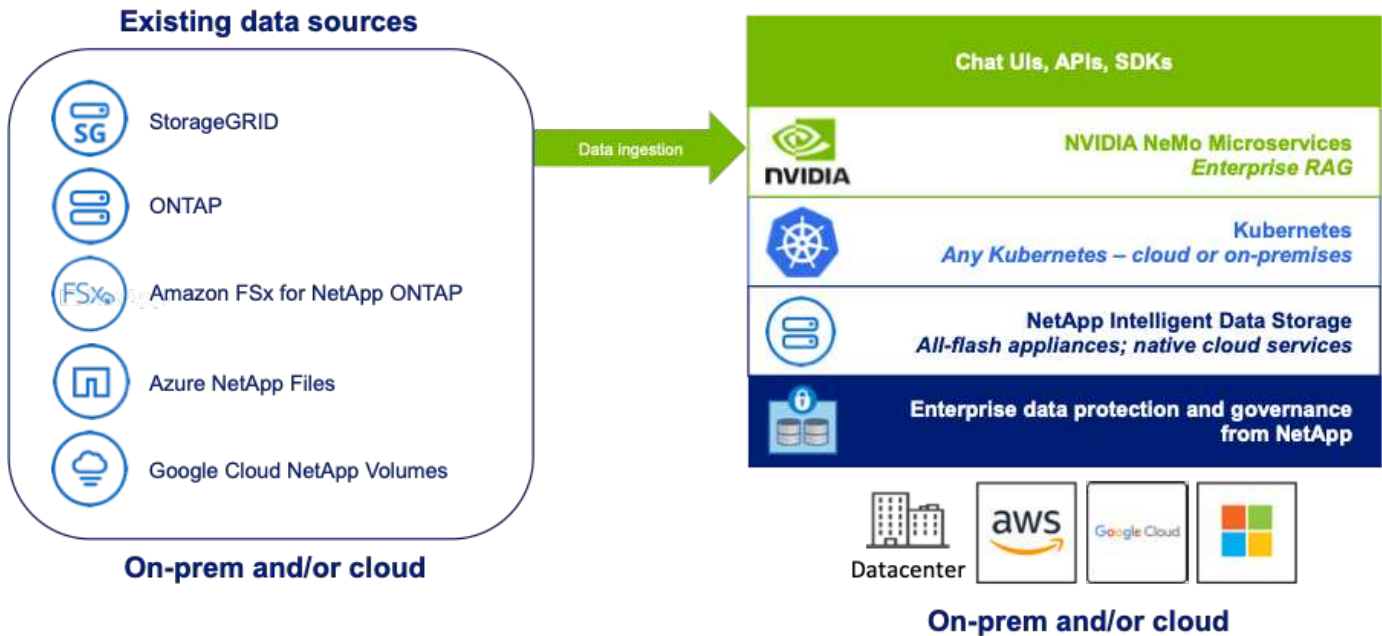 Existing data sources
SG
StorageGRID
ONTAP
FSx
Amazon FSx for NetApp ONTAP
Azure NetApp Files
Google Cloud NetApp Volumes
On-prem and/or cloud
Data ingestion
Chat UIs, APIs, SDKs
NVIDIA
NVIDIA NeMo Microservices
Enterprise RAG
Kubernetes
Any Kubernetes – cloud or on-premises
NetApp Intelligent Data Storage
All-flash appliances; native cloud services
Enterprise data protection and governance
from NetApp
Datacenter
aws
Google Cloud
On-prem and/or cloud